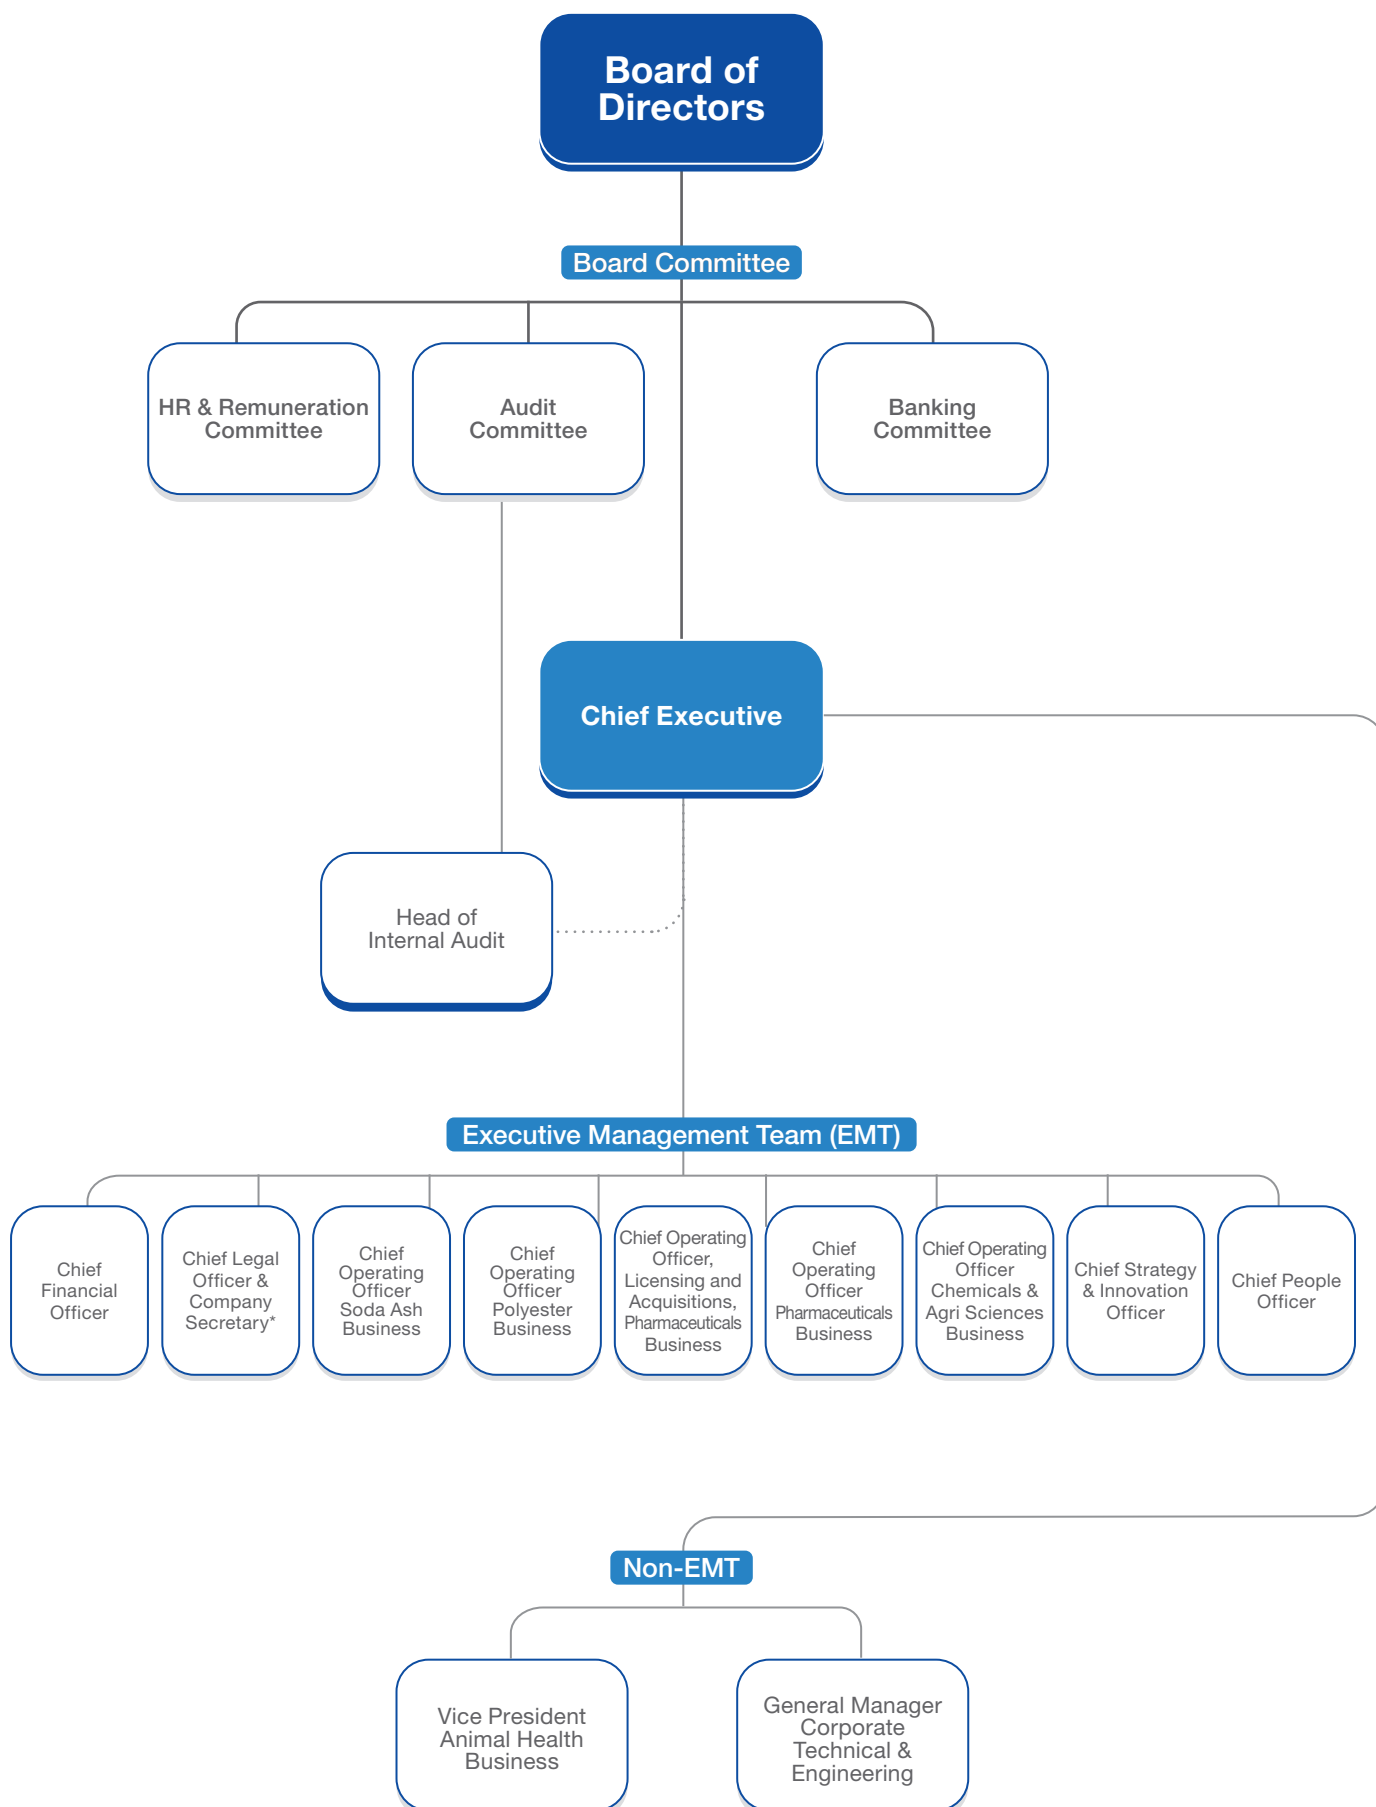 Board of
Directors
Board Committee
HR & Remuneration
Committee
Audit
Committee
Banking
Committee
Chief Executive
Head of
Internal Audit
Executive Management Team (EMT)
Chief
Financial
Officer
Chief Legal
Officer &
Company
Secretary*
Chief
Operating
Officer
Soda Ash
Business
Chief
Operating
Officer
Polyester
Business
Chief Operating
Officer,
Licensing and
Acquisitions,
Pharmaceuticals
Business
Chief
Operating
Officer
Pharmaceuticals
Business
Chief Operating
Officer
Chemicals &
Agri Sciences
Business
Chief Strategy
& Innovation
Officer
Chief People
Officer
Non-EMT
Vice President
Animal Health
Business
General Manager
Corporate
Technical &
Engineering